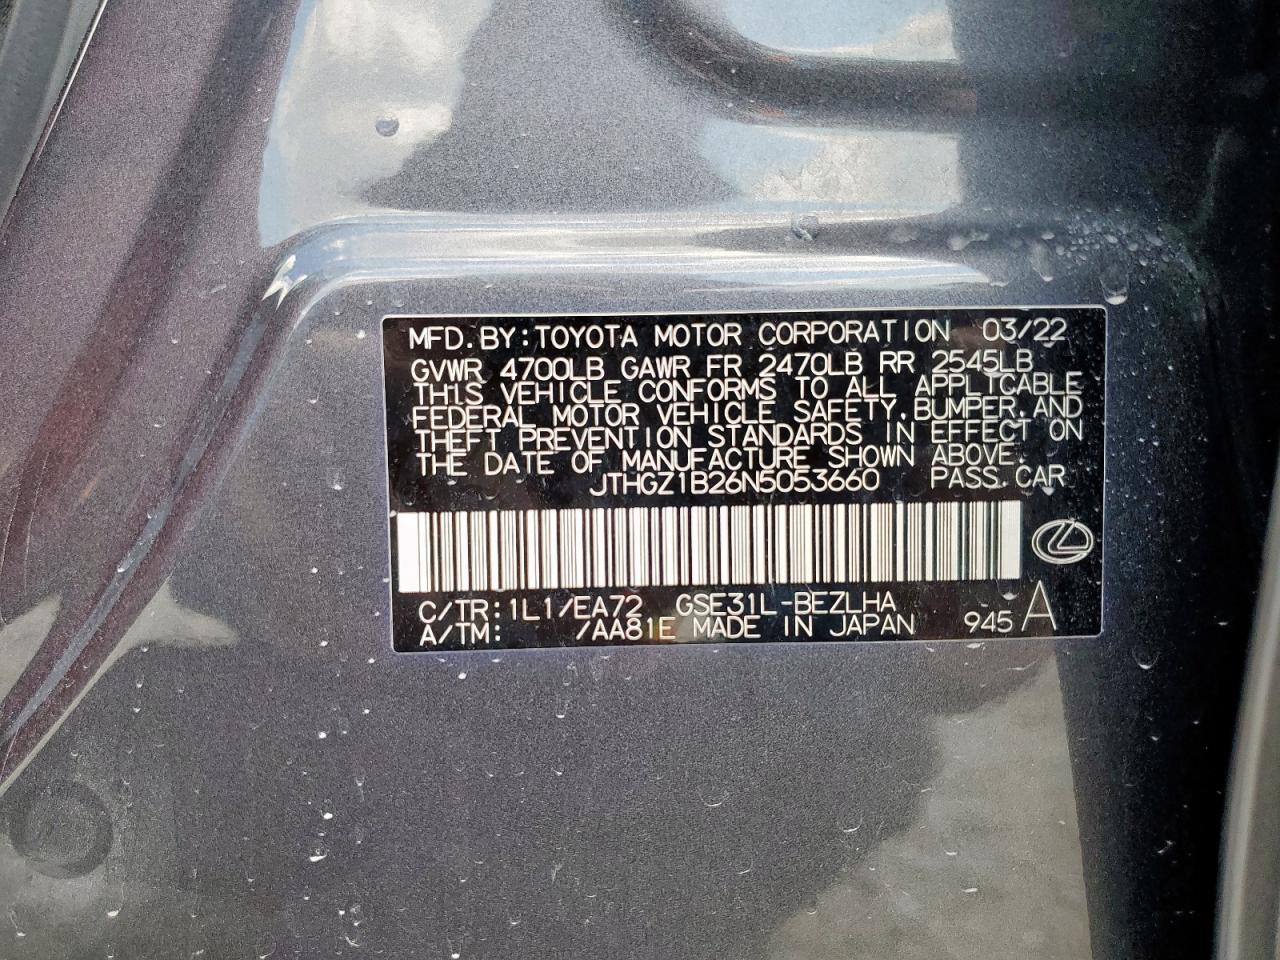 MFD. BY: TOYOTA MOTOR CORPORATION 03/22
GVWR 4700LB GAWR FR 2470LB RR 2545LB
THIS VEHICLE CONFORMS TO ALL APPLICABLE
FEDERAL MOTOR VEHICLE SAFETY, BUMPER, AND
THEFT PREVENTION STANDARDS IN EFFECT ON
THE DATE OF MANUFACTURE SHOWN ABOVE.
JTHGZ1B26N5053660 PASS. CAR
C/TR: 1L1/EA72 GSE31L-BEZLHA
A/TM: /AA81E MADE IN JAPAN 945 A